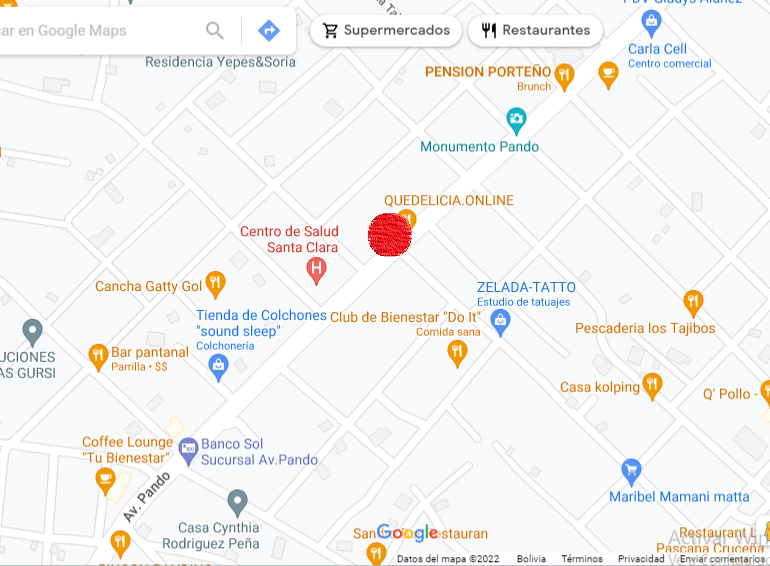 PDV Gladys Alanez
car en Google Maps
Supermercados
Restaurantes
Carla Cell
Centro comercial
Residencia Yepes&Soria
PENSION PORTEÑO
Brunch
Monumento Pando
QUEDELICIA.ONLINE
Centro de Salud
Santa Clara
Cancha Gatty Gol
ZELADA-TATTO
Estudio de tatuajes
Tienda de Colchones
"sound sleep"
Colchonería
Club de Bienestar "Do It"
Comida sana
Pescadería los Tajibos
UCIONES
AS GURSI
Bar pantanal
Parrilla • $$
Casa kolping
Q' Pollo -
Coffee Lounge
"Tu Bienestar"
Banco Sol
Sucursal Av.Pando
Av. Pando
Maribel Mamani matta
Casa Cynthia
Rodriguez Peña
Google
Restaurant L
Pascana Cruceña
Activar Win
Datos del mapa ©2022
Bolivia
Términos
Privacidad
Enviar comentarios